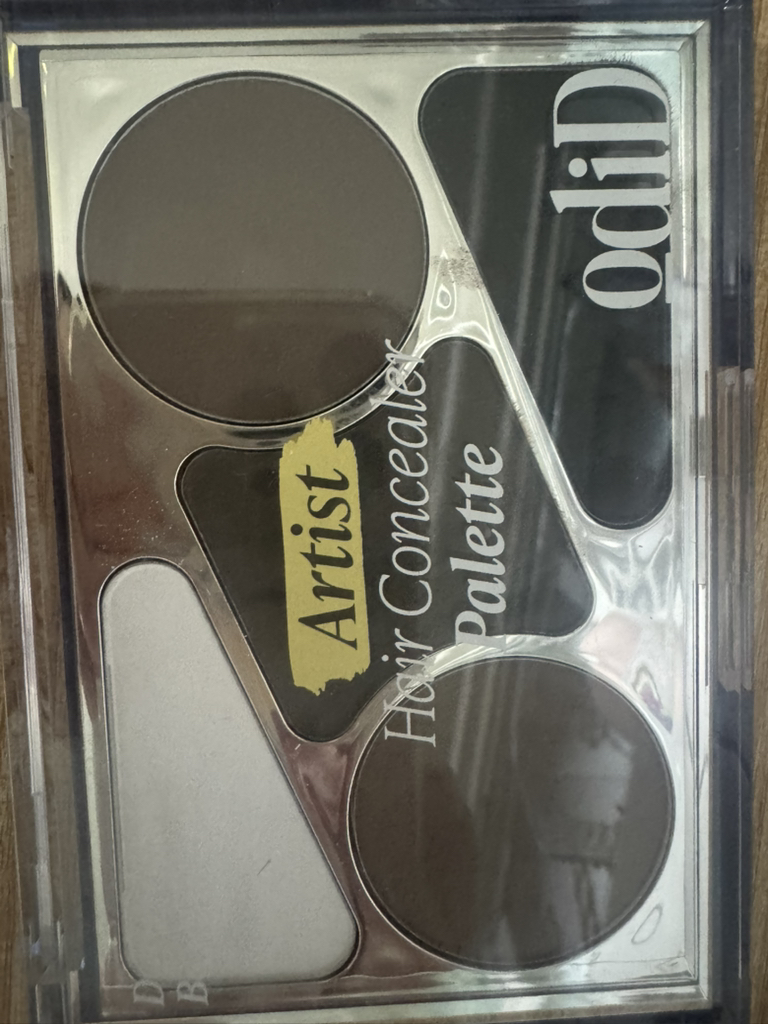 D
B
Artist
Hair Concealer
Palette
odiD